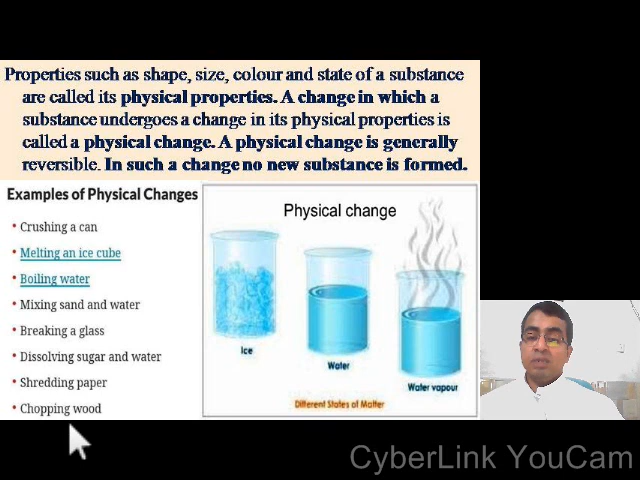 Properties such as shape, size, colour and state of a substance
are called its physical properties. A change in which a
substance undergoes a change in its physical properties is
called a physical change. A physical change is generally
reversible. In such a change no new substance is formed.
Examples of Physical Changes
• Crushing a can
• Melting an ice cube
• Boiling water
• Mixing sand and water
• Breaking a glass
• Dissolving sugar and water
• Shredding paper
• Chopping wood
Physical change
Ice
Water
Water vapour
Different States of Matter
CyberLink YouCam